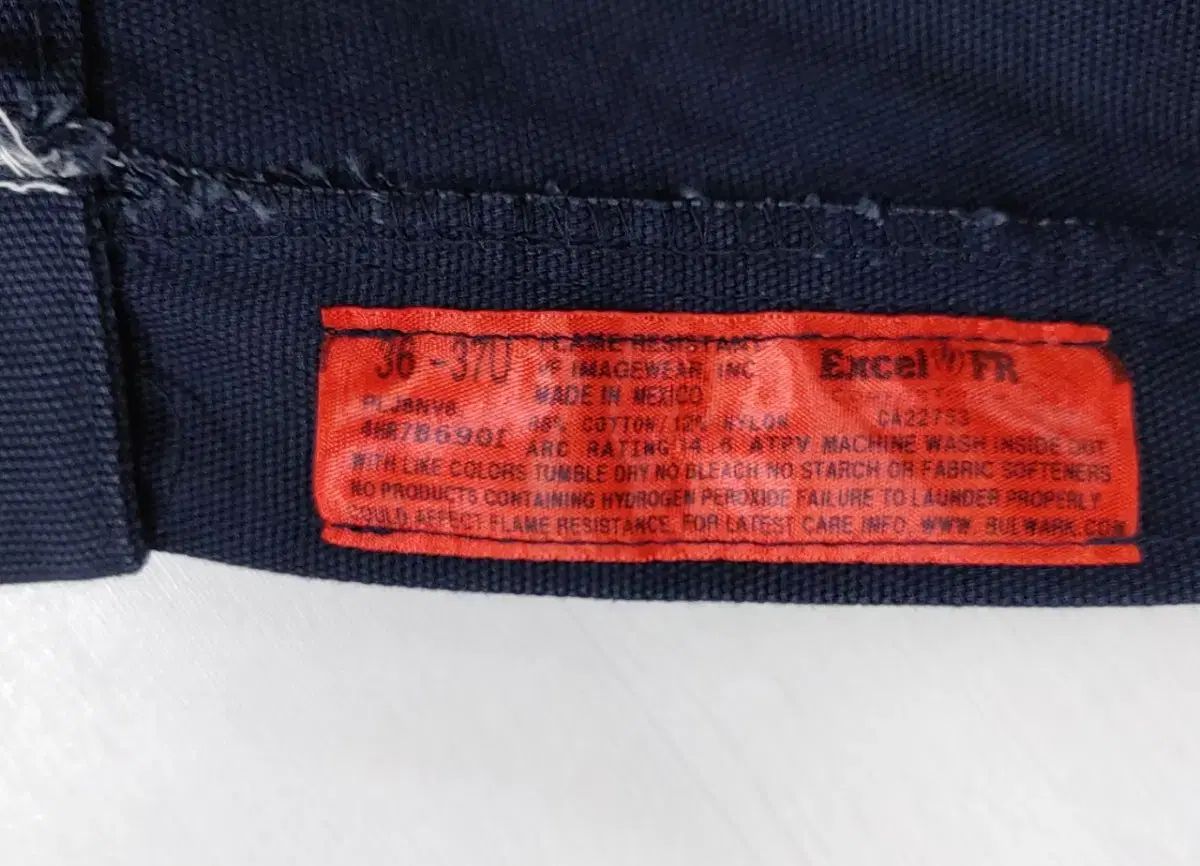 36 -37U FLAME RESISTANT Excel FR
VF IMAGEWEAR, INC
MADE IN MEXICO
PLJ8NV8 88% COTTON/12% NYLON CA22753
ARC RATING 14.6 ATPV MACHINE WASH INSIDE OUT
WITH LIKE COLORS TUMBLE DRY NO BLEACH NO STARCH OR FABRIC SOFTENERS
NO PRODUCTS CONTAINING HYDROGEN PEROXIDE FAILURE TO LAUNDER PROPERLY
COULD AFFECT FLAME RESISTANCE. FOR LATEST CARE INFO. WWW.BULWARK.COM